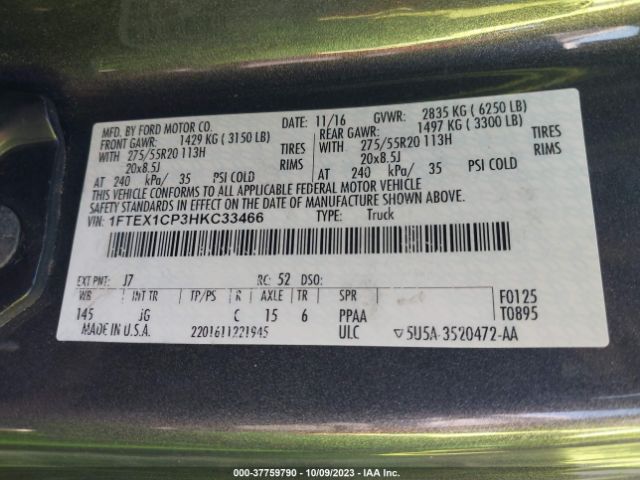 MFD. BY FORD MOTOR CO. DATE: 11/16 GVWR: 2835 KG ( 6250 LB)
FRONT GAWR: 1429 KG ( 3150 LB) REAR GAWR: 1497 KG ( 3300 LB)
WITH 275/55R20 113H TIRES WITH 275/55R20 113H TIRES
20x8.5J RIMS 20x8.5J RIMS
AT 240 kPa/ 35 PSI COLD AT 240 kPa/ 35 PSI COLD
THIS VEHICLE CONFORMS TO ALL APPLICABLE FEDERAL MOTOR VEHICLE
SAFETY STANDARDS IN EFFECT ON THE DATE OF MANUFACTURE SHOWN ABOVE.
VIN: 1FTEX1CP3HKC33466 TYPE: Truck
EXT PNT: J7 RC: 52 DSO:
WB INT TR TP/PS R AXLE TR SPR F0125
145 JG C 15 6 PPAA T0895
MADE IN U.S.A. 2201611221945 ULC 5U5A-3520472-AA
000-37759790 - 10/09/2023 - IAA Inc.